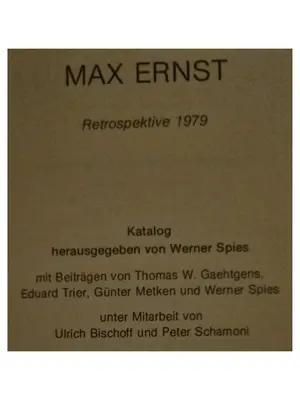 MAX ERNST
Retrospektive 1979
Katalog
herausgegeben von Werner Spies
mit Beiträgen von Thomas W. Gaehtgens,
Eduard Trier, Günter Metken und Werner Spies
unter Mitarbeit von
Ulrich Bischoff und Peter Schamoni